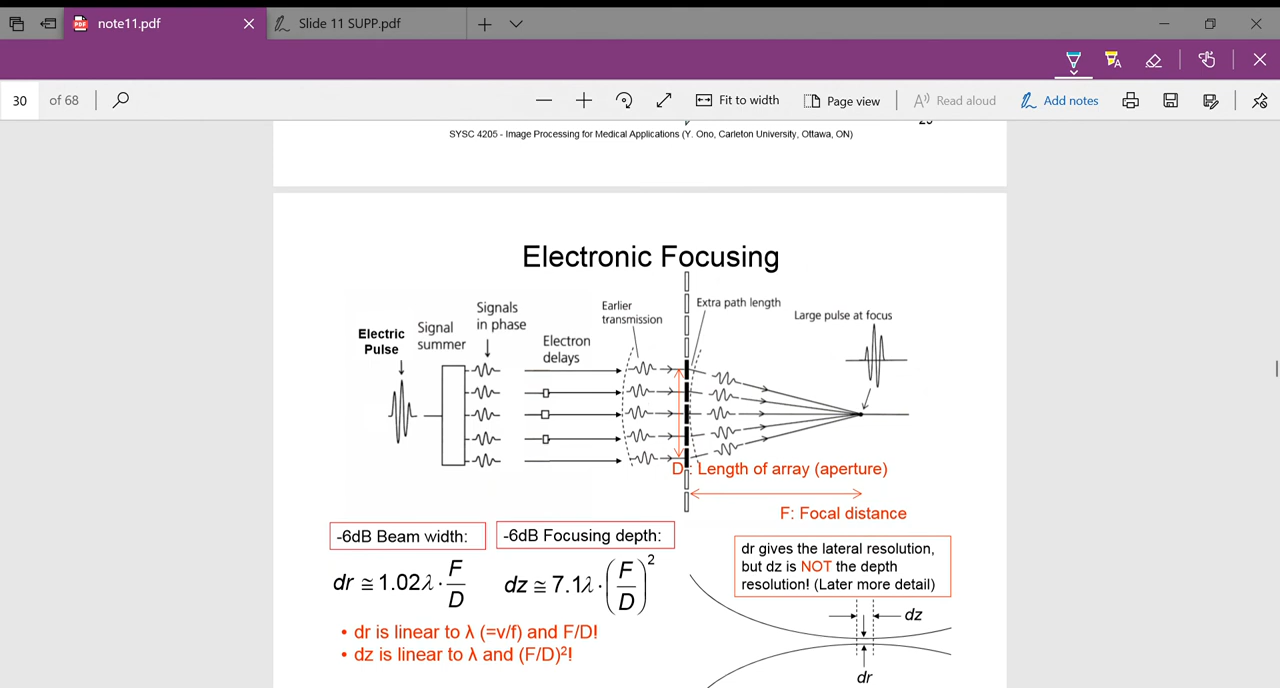 note11.pdf
Slide 11 SUPP.pdf
30 of 68
Fit to width
Page view
Read aloud
Add notes
SYSC 4205 - Image Processing for Medical Applications (Y. Ono, Carleton University, Ottawa, ON)
Electronic Focusing
Electric
Pulse
Signal
summer
Signals
in phase
Electron
delays
Earlier
transmission
Extra path length
Large pulse at focus
D : Length of array (aperture)
F: Focal distance
-6dB Beam width:
dr ≅ 1.02λ · F/D
-6dB Focusing depth:
dz ≅ 7.1λ · (F/D)²
• dr is linear to λ (=v/f) and F/D!
• dz is linear to λ and (F/D)²!
dr gives the lateral resolution,
but dz is NOT the depth
resolution! (Later more detail)
dz
dr